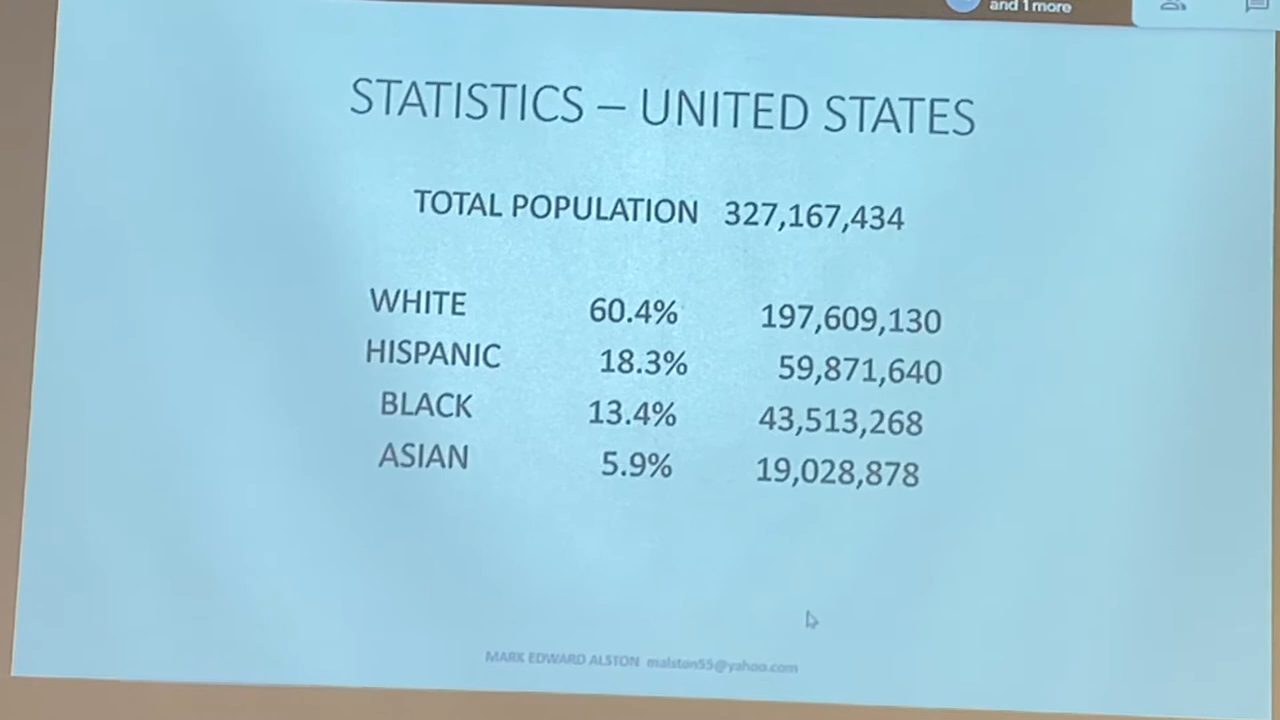 and 1 more
STATISTICS – UNITED STATES
TOTAL POPULATION 327,167,434
WHITE 60.4% 197,609,130
HISPANIC 18.3% 59,871,640
BLACK 13.4% 43,513,268
ASIAN 5.9% 19,028,878
MARK EDWARD ALSTON malston55@yahoo.com